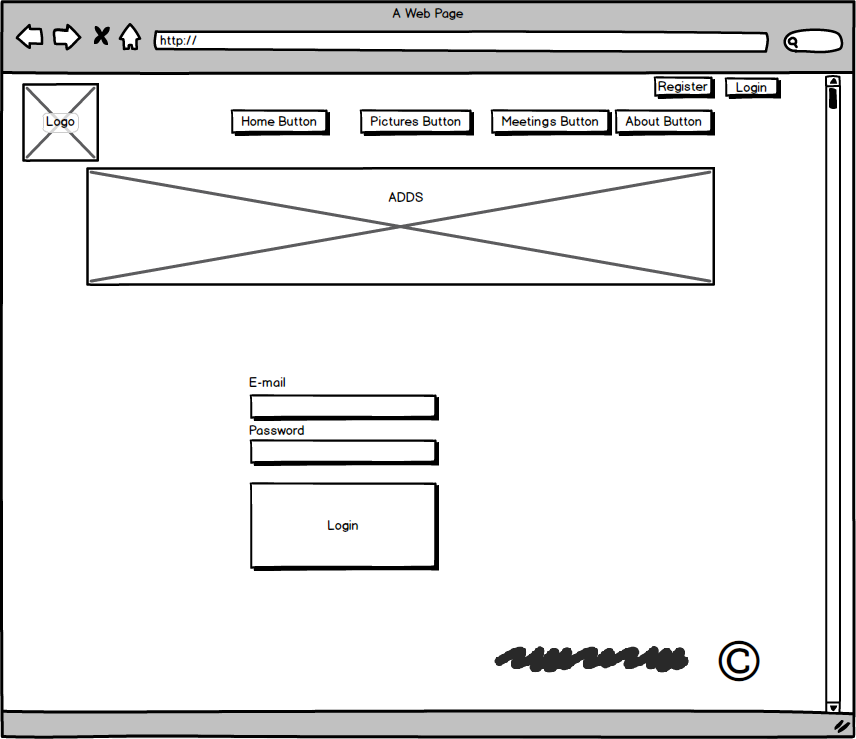 A Web Page
http://
Register
Login
Logo
Home Button
Pictures Button
Meetings Button
About Button
ADDS
E-mail
Password
Login
©